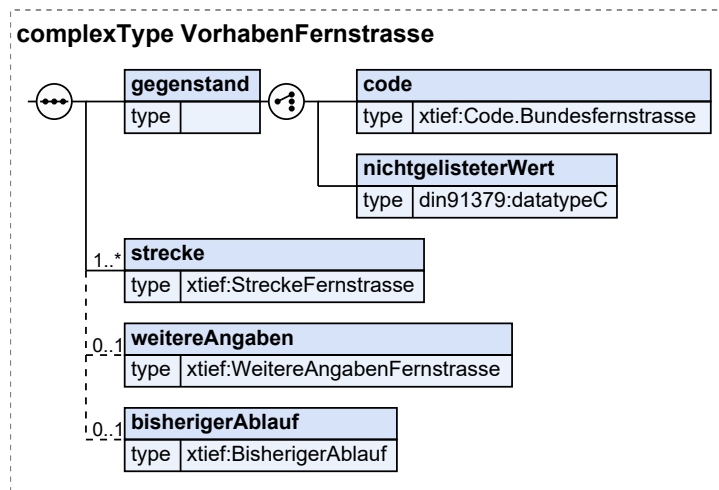 complexType VorhabenFernstrasse
gegenstand
type
code
type xtief:Code.Bundesfernstrasse
nichtgelisteterWert
type din91379:datatypeC
1..* strecke
type xtief:StreckeFernstrasse
0..1 weitereAngaben
type xtief:WeitereAngabenFernstrasse
0..1 bisherigerAblauf
type xtief:BisherigerAblauf